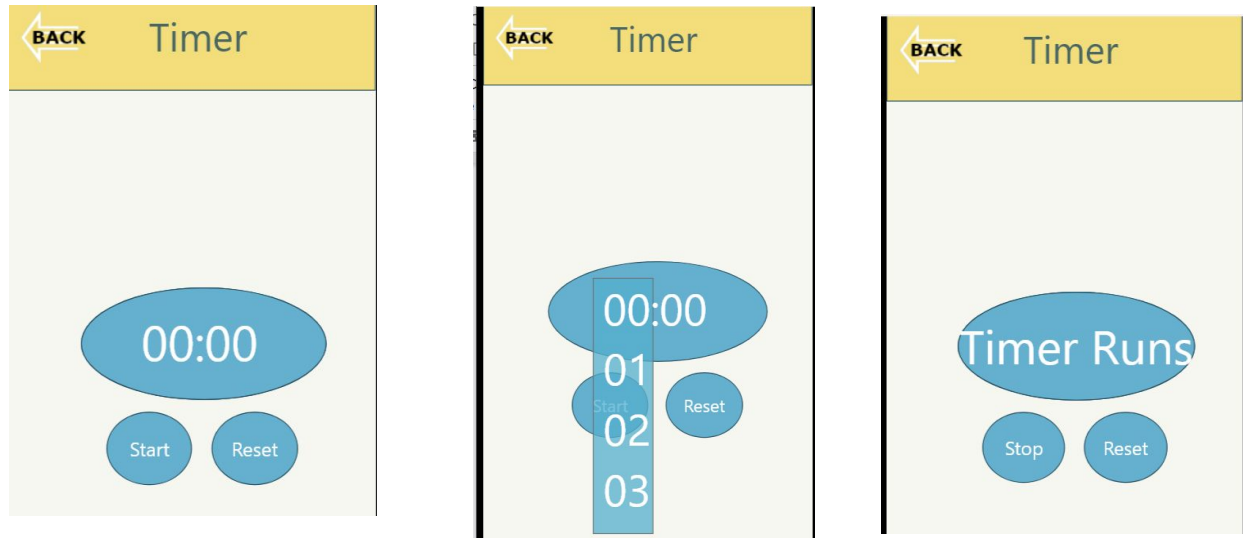 BACK Timer
00:00
Start Reset
BACK Timer
00:00
01
Start Reset
02
03
BACK Timer
Timer Runs
Stop Reset